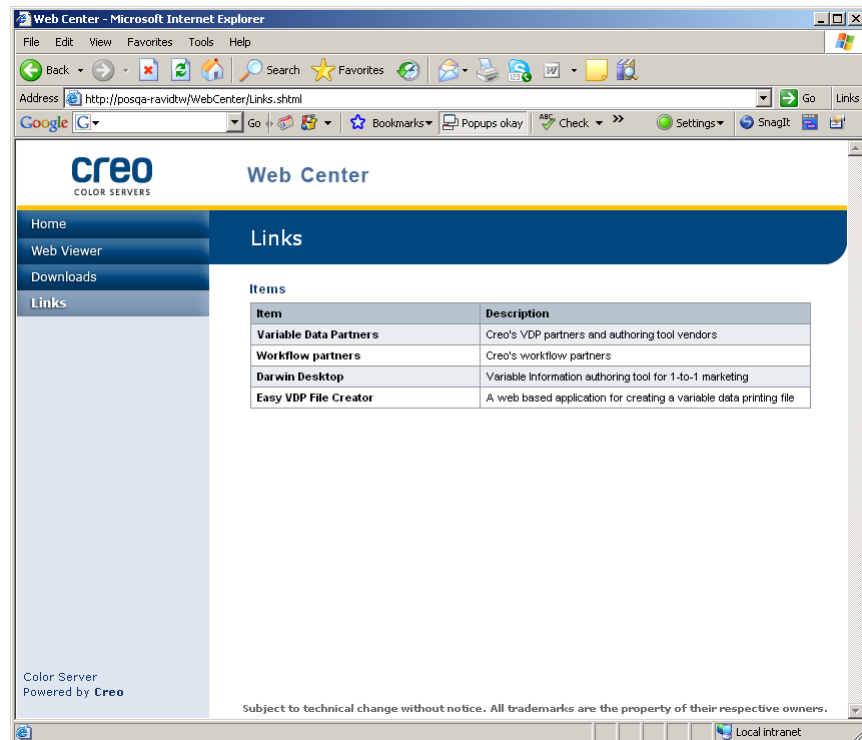 Web Center - Microsoft Internet Explorer
File Edit View Favorites Tools Help
Back Search Favorites
Address http://posqa-ravidtw/WebCenter/Links.shtml Go Links
Google G Go Bookmarks Popups okay ABC Check >> Settings SnagIt
creo
COLOR SERVERS
Web Center
Home
Web Viewer
Downloads
Links
Links
Items
Item Description
Variable Data Partners Creo's VDP partners and authoring tool vendors
Workflow partners Creo's workflow partners
Darwin Desktop Variable Information authoring tool for 1-to-1 marketing
Easy VDP File Creator A web based application for creating a variable data printing file
Color Server
Powered by Creo
Subject to technical change without notice. All trademarks are the property of their respective owners.
Local intranet